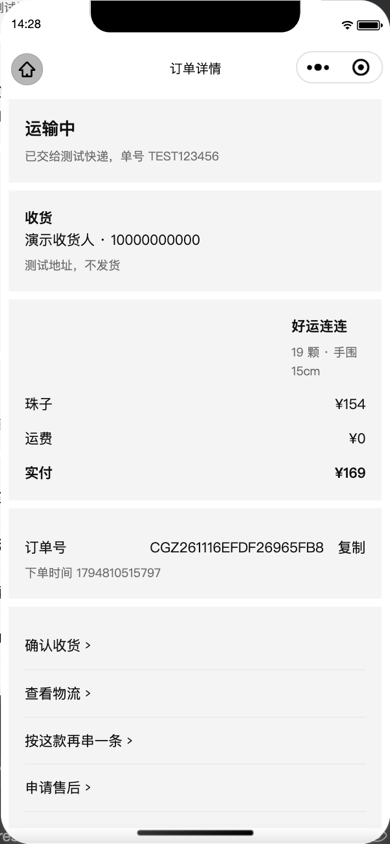 14:28
订单详情
运输中
已交给测试快递，单号 TEST123456
收货
演示收货人 · 10000000000
测试地址，不发货
好运连连
19 颗 · 手围
15cm
珠子 ¥154
运费 ¥0
实付 ¥169
订单号 CGZ261116EFDF26965FB8 复制
下单时间 1794810515797
确认收货 >
查看物流 >
按这款再串一条 >
申请售后 >